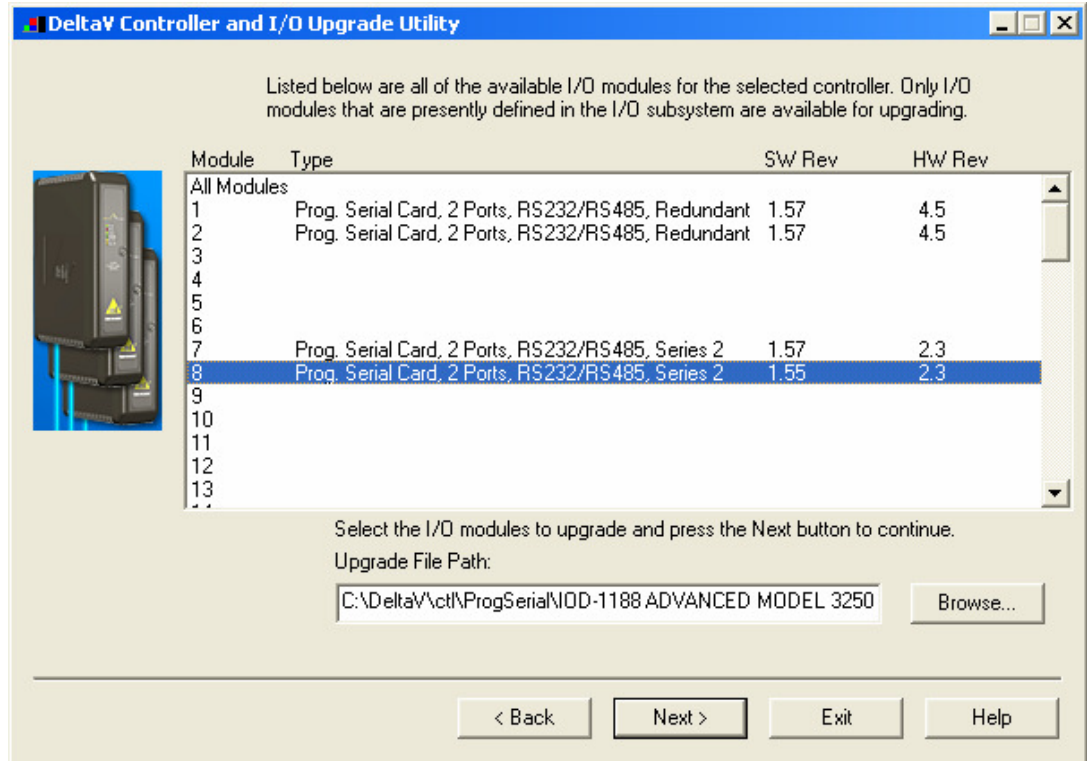 DeltaV Controller and I/O Upgrade Utility
Listed below are all of the available I/O modules for the selected controller. Only I/O
modules that are presently defined in the I/O subsystem are available for upgrading.
Module Type SW Rev HW Rev
All Modules
1 Prog. Serial Card, 2 Ports, RS232/RS485, Redundant 1.57 4.5
2 Prog. Serial Card, 2 Ports, RS232/RS485, Redundant 1.57 4.5
3
4
5
6
7 Prog. Serial Card, 2 Ports, RS232/RS485, Series 2 1.57 2.3
8 Prog. Serial Card, 2 Ports, RS232/RS485, Series 2 1.55 2.3
9
10
11
12
13
Select the I/O modules to upgrade and press the Next button to continue.
Upgrade File Path:
C:\DeltaV\ctl\ProgSerial\IOD-1188 ADVANCED MODEL 3250
Browse...
< Back Next > Exit Help